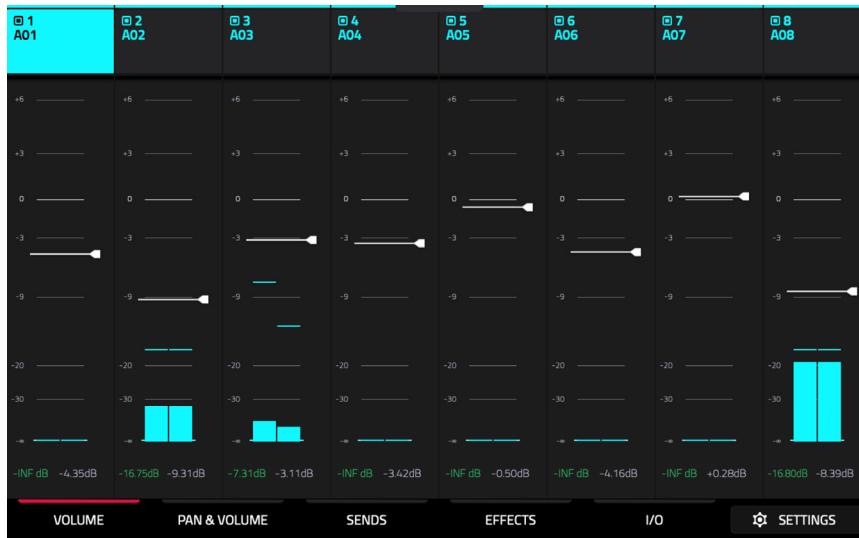 1 2 3 4 5 6 7 8
A01 A02 A03 A04 A05 A06 A07 A08
+6 +6 +6 +6 +6 +6 +6 +6
+3 +3 +3 +3 +3 +3 +3 +3
0 0 0 0 0 0 0 0
-3 -3 -3 -3 -3 -3 -3 -3
-9 -9 -9 -9 -9 -9 -9 -9
-20 -20 -20 -20 -20 -20 -20 -20
-30 -30 -30 -30 -30 -30 -30 -30
-∞ -∞ -∞ -∞ -∞ -∞ -∞ -∞
-INF dB -4.35dB -16.75dB -9.31dB -7.31dB -3.11dB -INF dB -3.42dB -INF dB -0.50dB -INF dB -4.16dB -INF dB +0.28dB -16.80dB -8.39dB
VOLUME PAN & VOLUME SENDS EFFECTS I/O SETTINGS